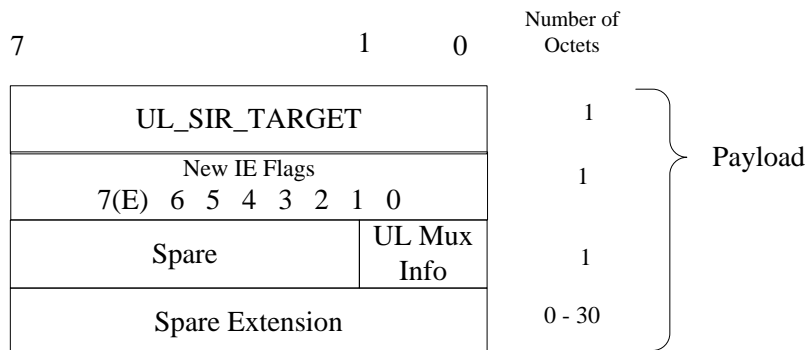 Number of
Octets
7 1 0
UL_SIR_TARGET 1
New IE Flags
7(E) 6 5 4 3 2 1 0 1
Payload
Spare UL Mux
Info 1
Spare Extension 0 - 30